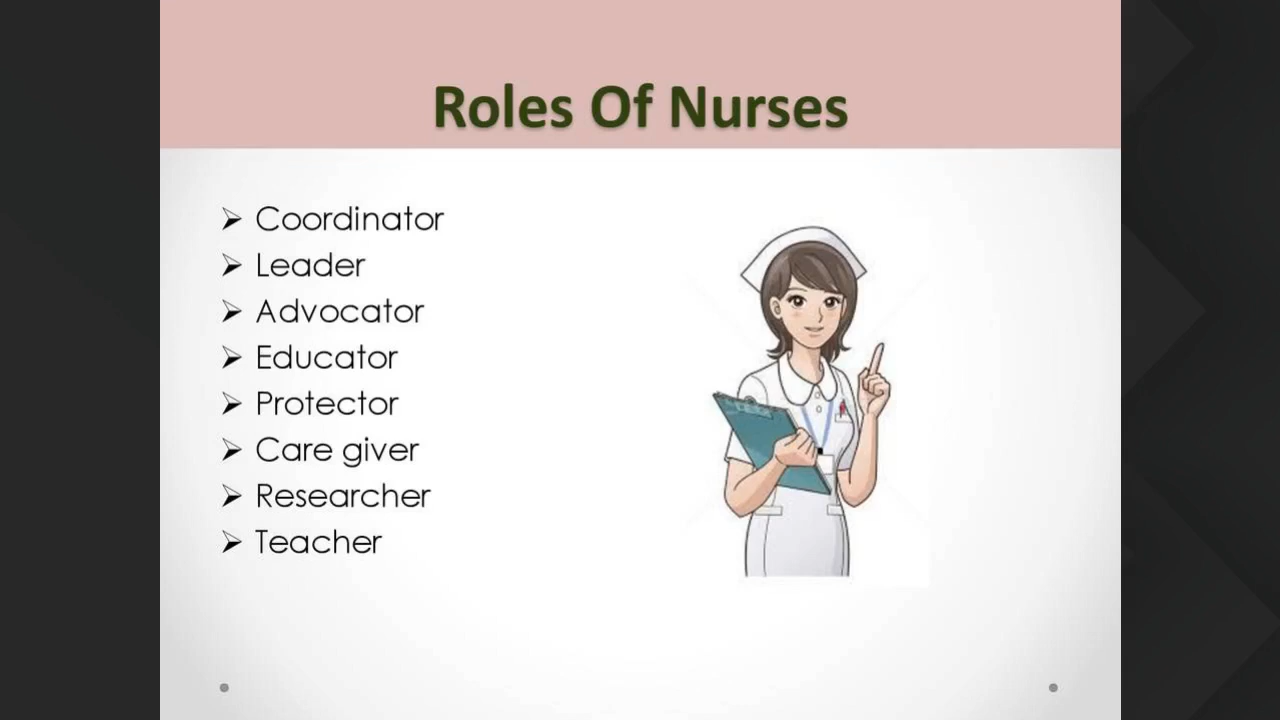 Roles Of Nurses
Coordinator
Leader
Advocator
Educator
Protector
Care giver
Researcher
Teacher